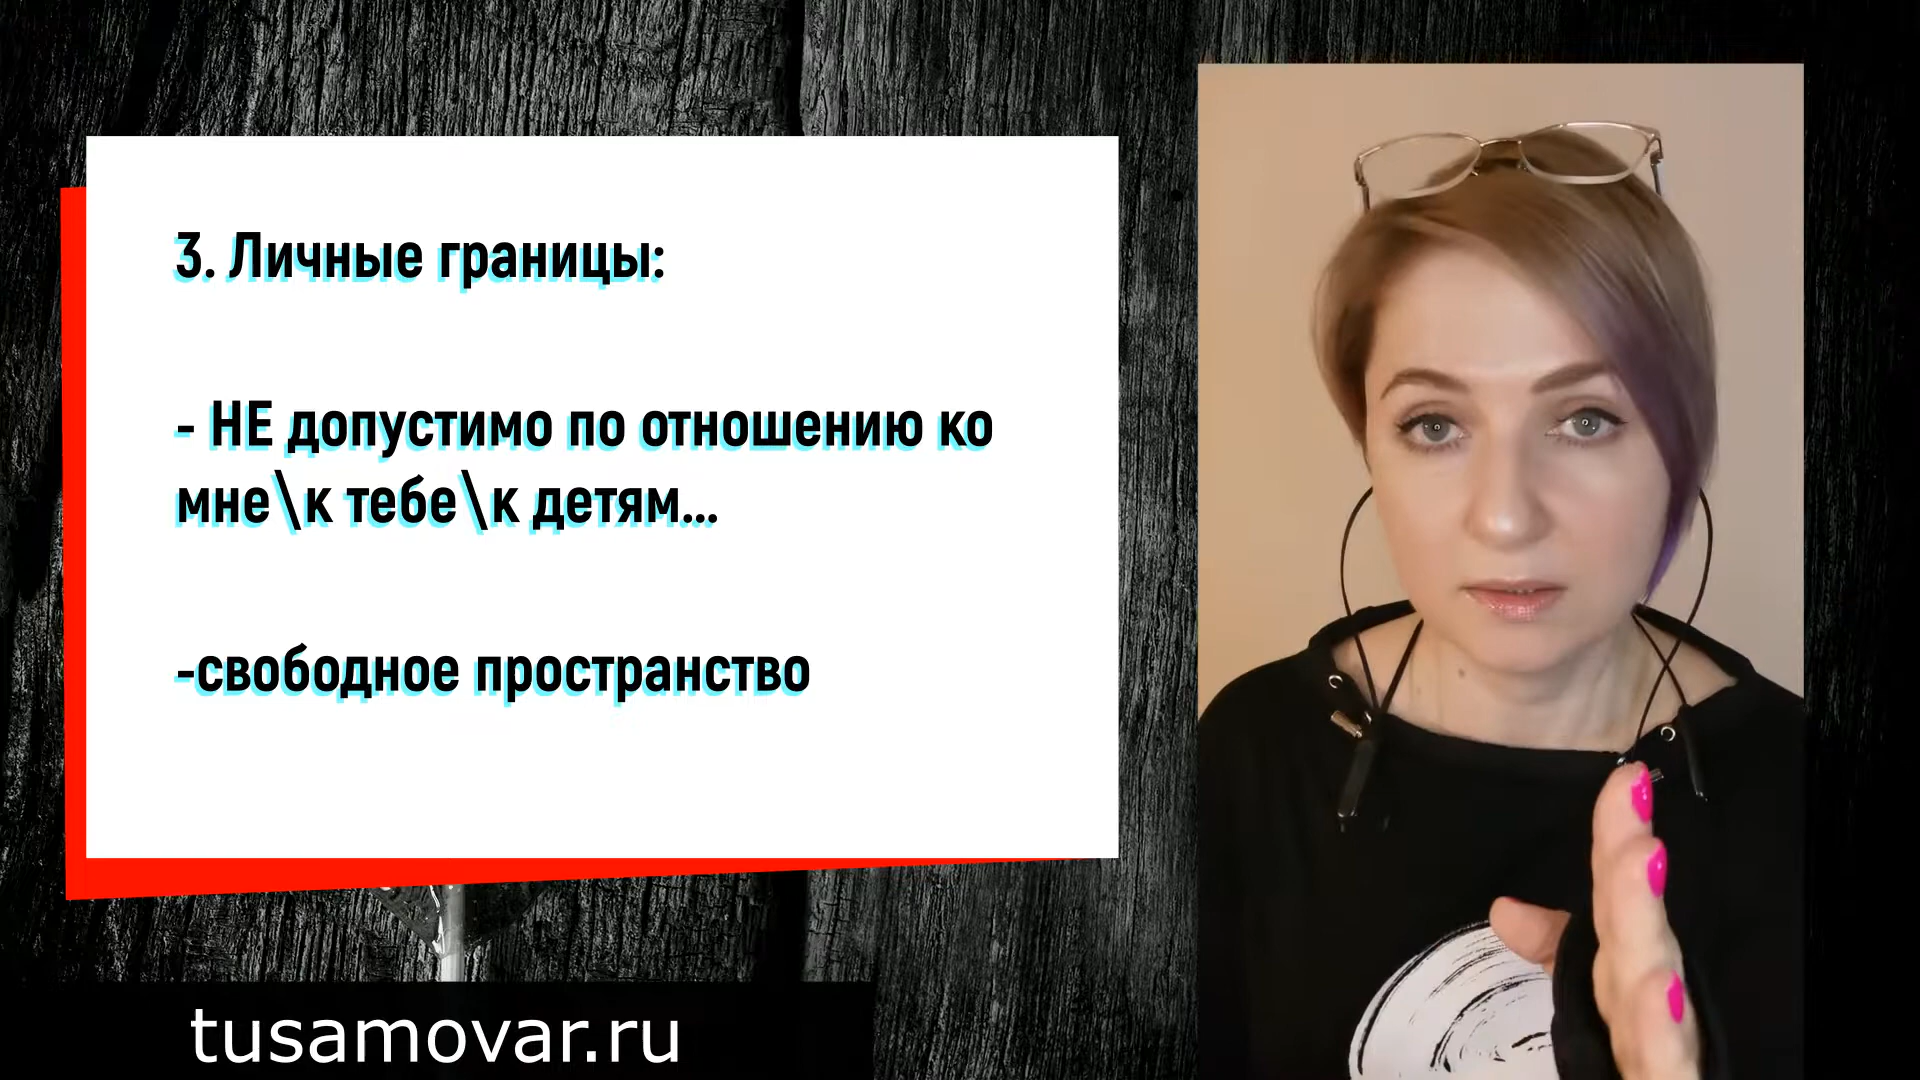 3. Личные границы:
- НЕ допустимо по отношению ко
мне\к тебе\к детям...
-свободное пространство
tusamovar.ru